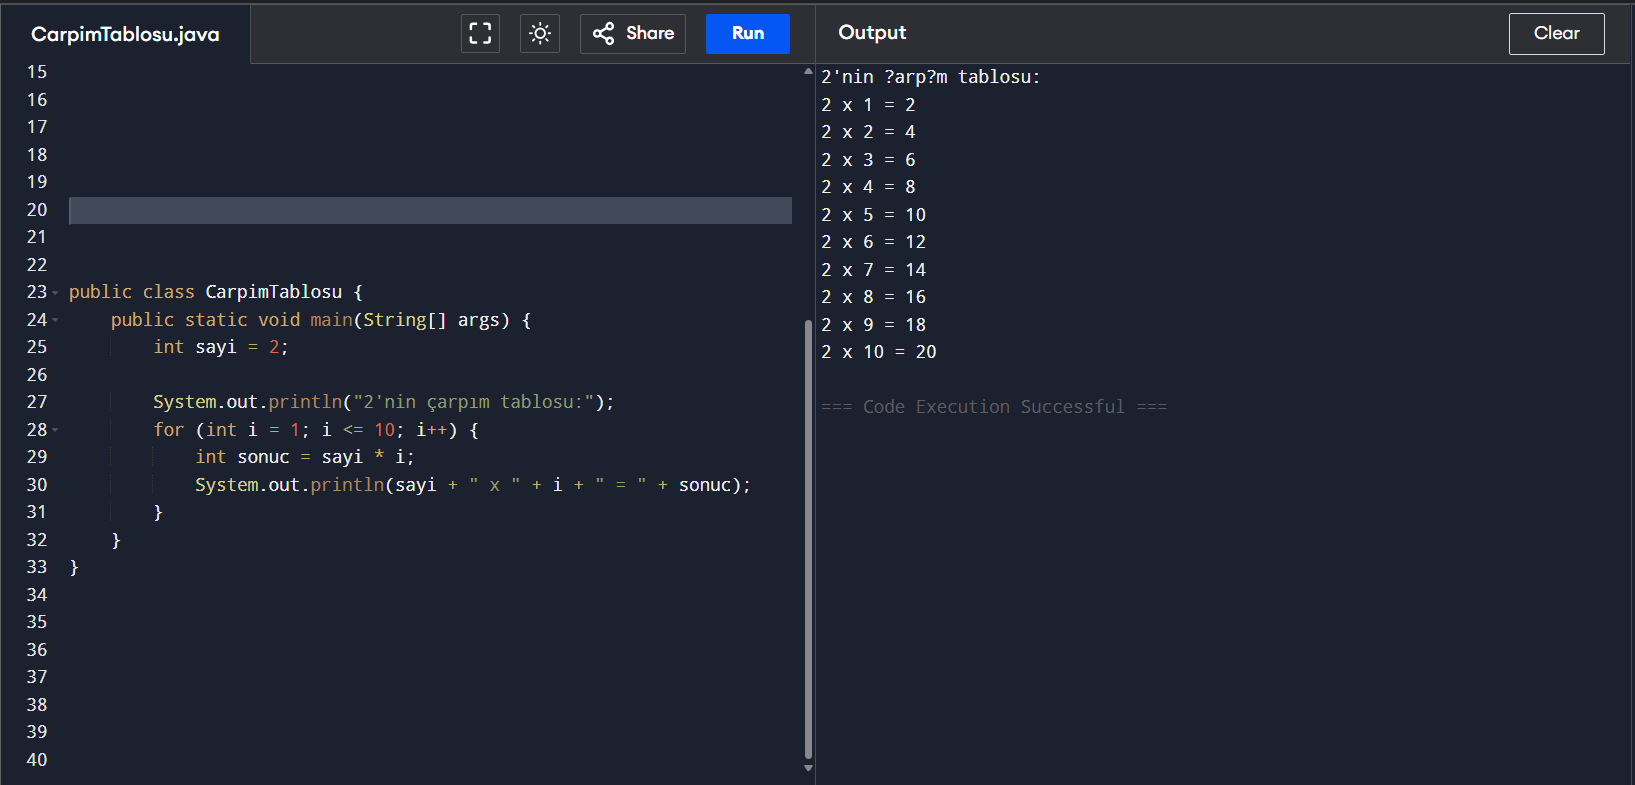 CarpimTablosu.java
Share
Run
Output
Clear
15
16
17
18
19
20
21
22
23 public class CarpimTablosu {
24 public static void main(String[] args) {
25 int sayi = 2;
26
27 System.out.println("2'nin çarpım tablosu:");
28 for (int i = 1; i <= 10; i++) {
29 int sonuc = sayi * i;
30 System.out.println(sayi + " x " + i + " = " + sonuc);
31 }
32 }
33 }
34
35
36
37
38
39
40
2'nin ?arp?m tablosu:
2 x 1 = 2
2 x 2 = 4
2 x 3 = 6
2 x 4 = 8
2 x 5 = 10
2 x 6 = 12
2 x 7 = 14
2 x 8 = 16
2 x 9 = 18
2 x 10 = 20
=== Code Execution Successful ===